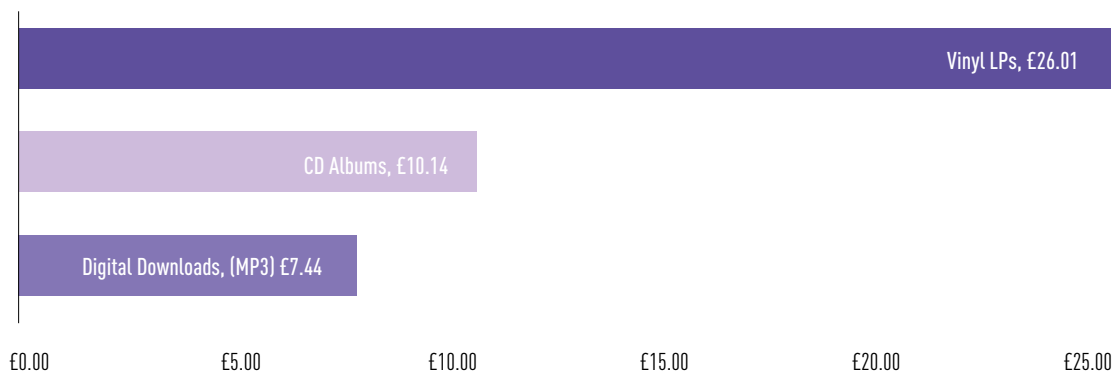 Vinyl LPs, £26.01
CD Albums, £10.14
Digital Downloads, (MP3) £7.44
£0.00 £5.00 £10.00 £15.00 £20.00 £25.00